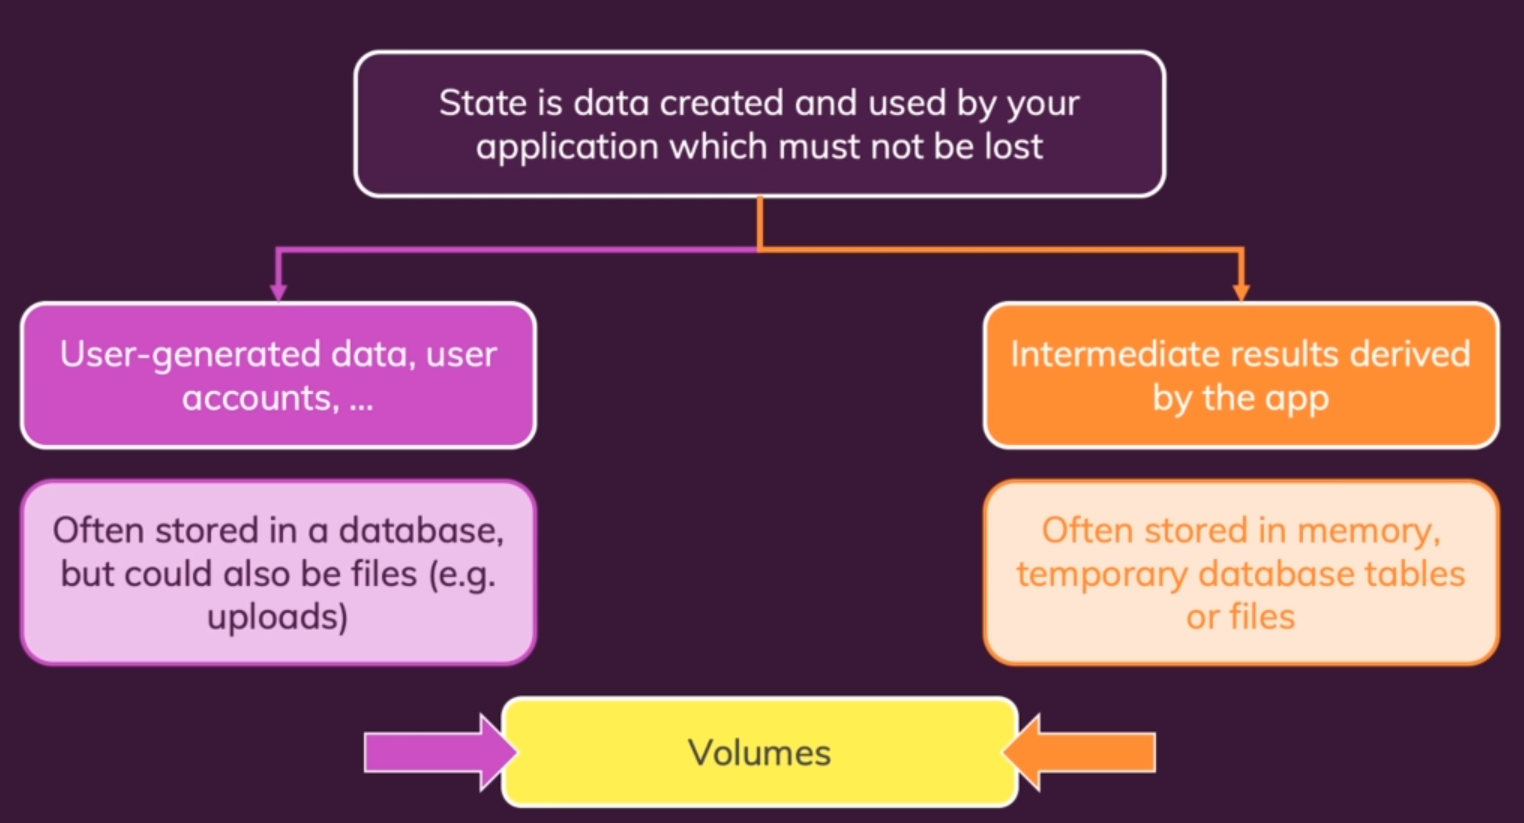 State is data created and used by your
application which must not be lost
User-generated data, user
accounts, ...
Intermediate results derived
by the app
Often stored in a database,
but could also be files (e.g.
uploads)
Often stored in memory,
temporary database tables
or files
Volumes